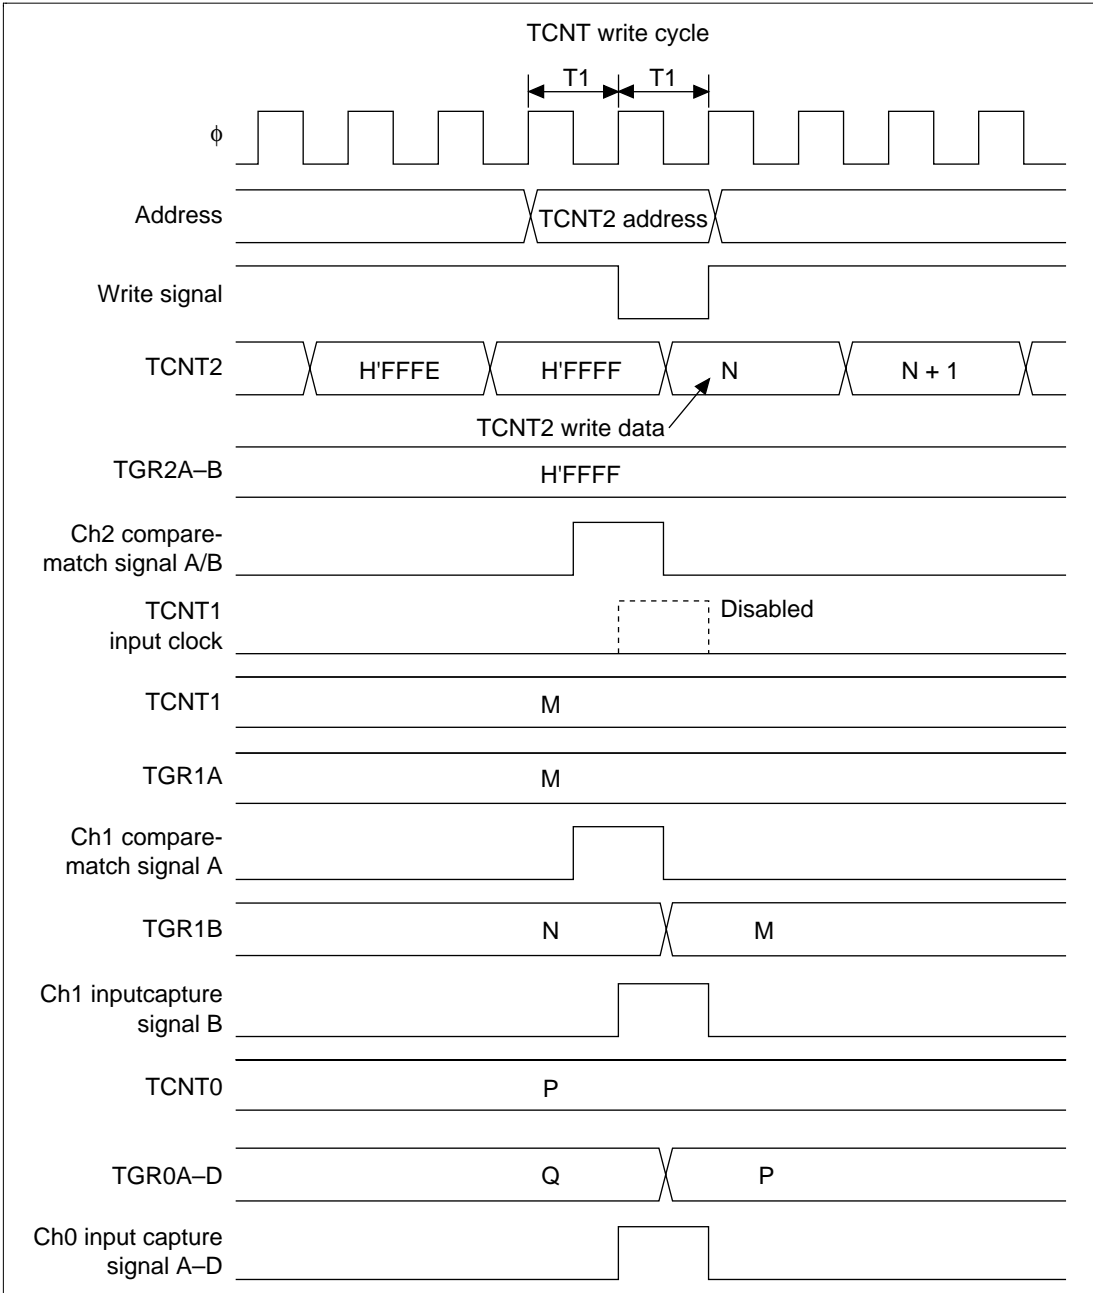 TCNT write cycle
T1 T1
ϕ
Address TCNT2 address
Write signal
TCNT2 H'FFFE H'FFFF N N + 1
TCNT2 write data
TGR2A–B H'FFFF
Ch2 compare-
match signal A/B
TCNT1 Disabled
input clock
TCNT1 M
TGR1A M
Ch1 compare-
match signal A
TGR1B N M
Ch1 inputcapture
signal B
TCNT0 P
TGR0A–D Q P
Ch0 input capture
signal A–D